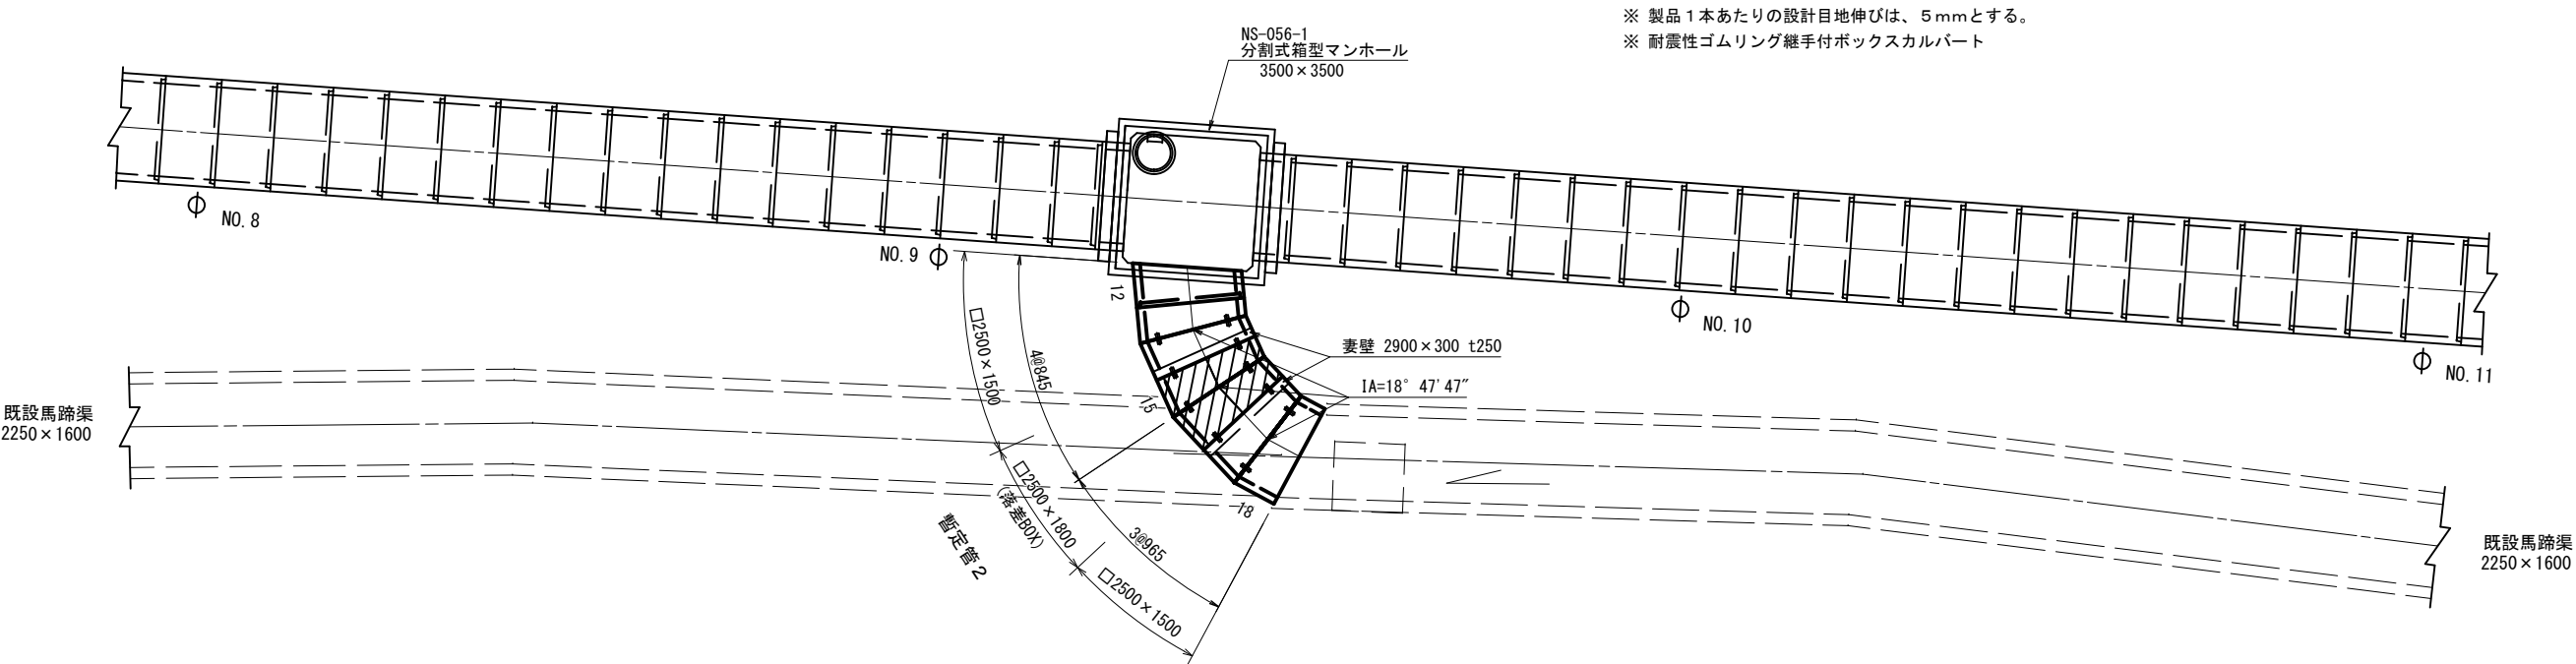 ※ 製品１本あたりの設計目地伸びは、５ｍｍとする。
※ 耐震性ゴムリング継手付ボックスカルバート
NS-056-1
分割式箱型マンホール
3500×3500
NO.8
NO.9
NO.10
NO.11
12
15
18
□2500×1500
4@845
□2500×1800
(落差BOX)
3@965
□2500×1500
暫定管２
妻壁 2900×300 t250
IA=18°47′47″
既設馬蹄渠
2250×1600
既設馬蹄渠
2250×1600